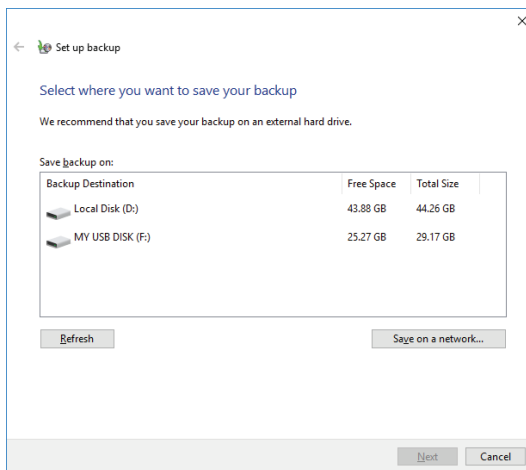 Set up backup
Select where you want to save your backup
We recommend that you save your backup on an external hard drive.
Save backup on:
Backup Destination Free Space Total Size
Local Disk (D:) 43.88 GB 44.26 GB
MY USB DISK (F:) 25.27 GB 29.17 GB
Refresh Save on a network...
Next Cancel